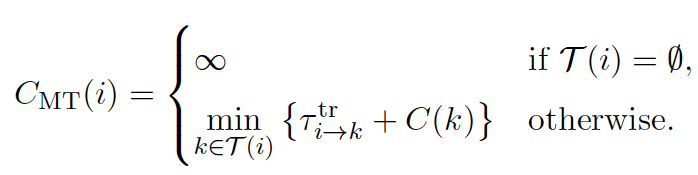 C_MT(i) = { ∞ if 𝒯(i) = ∅,
min_{k∈𝒯(i)} {τ^tr_{i→k} + C(k)} otherwise.